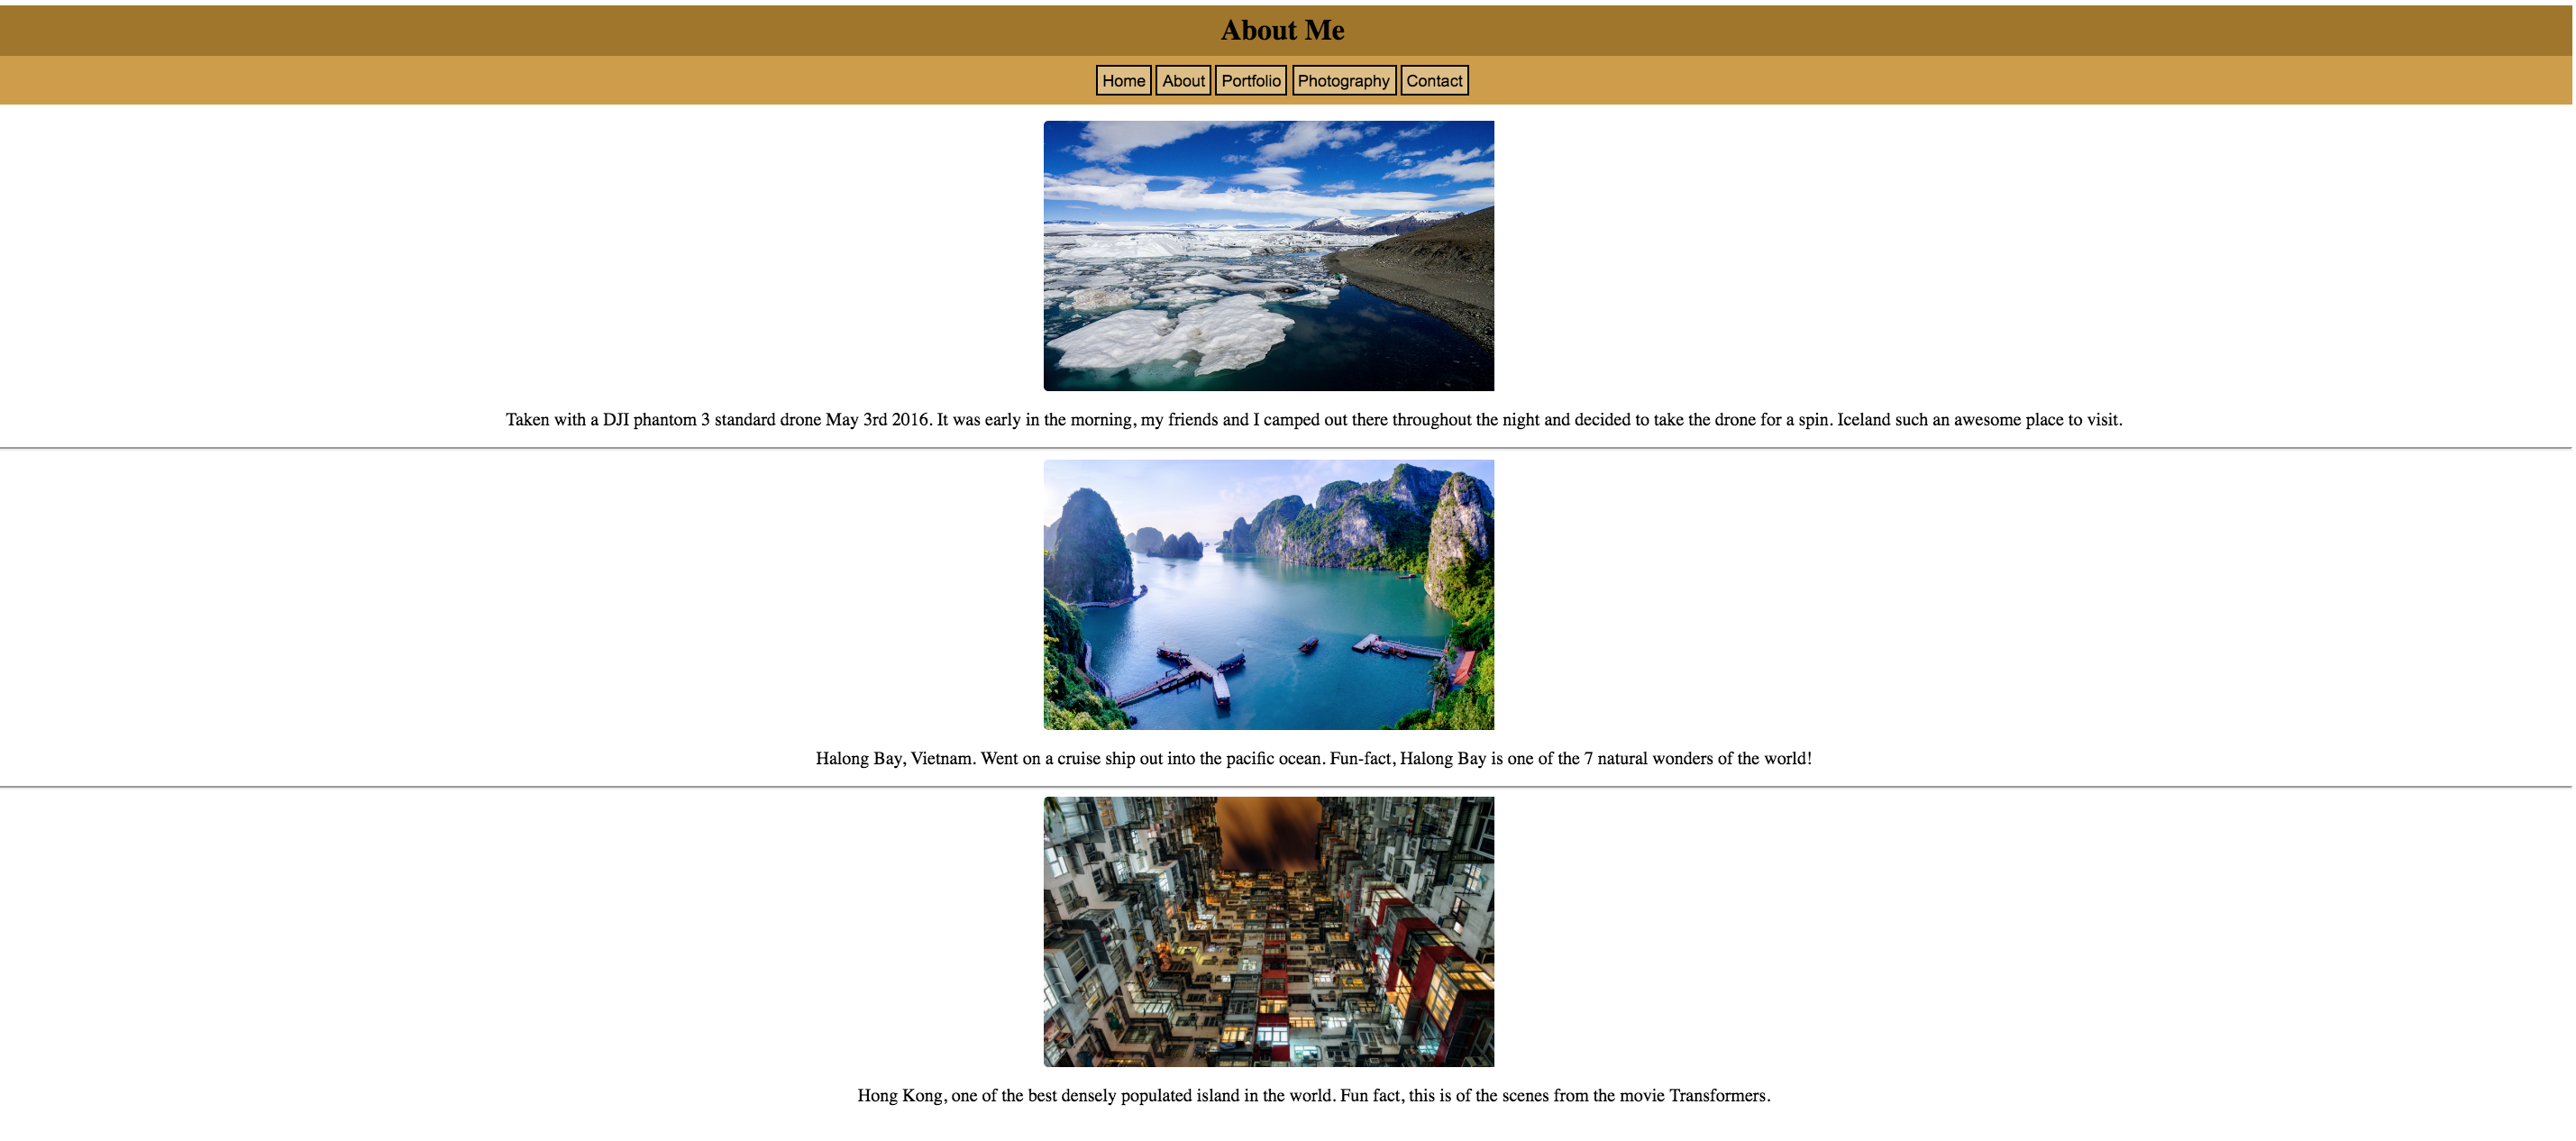 About Me
Home About Portfolio Photography Contact
Taken with a DJI phantom 3 standard drone May 3rd 2016. It was early in the morning, my friends and I camped out there throughout the night and decided to take the drone for a spin. Iceland such an awesome place to visit.
Halong Bay, Vietnam. Went on a cruise ship out into the pacific ocean. Fun-fact, Halong Bay is one of the 7 natural wonders of the world!
Hong Kong, one of the best densely populated island in the world. Fun fact, this is of the scenes from the movie Transformers.